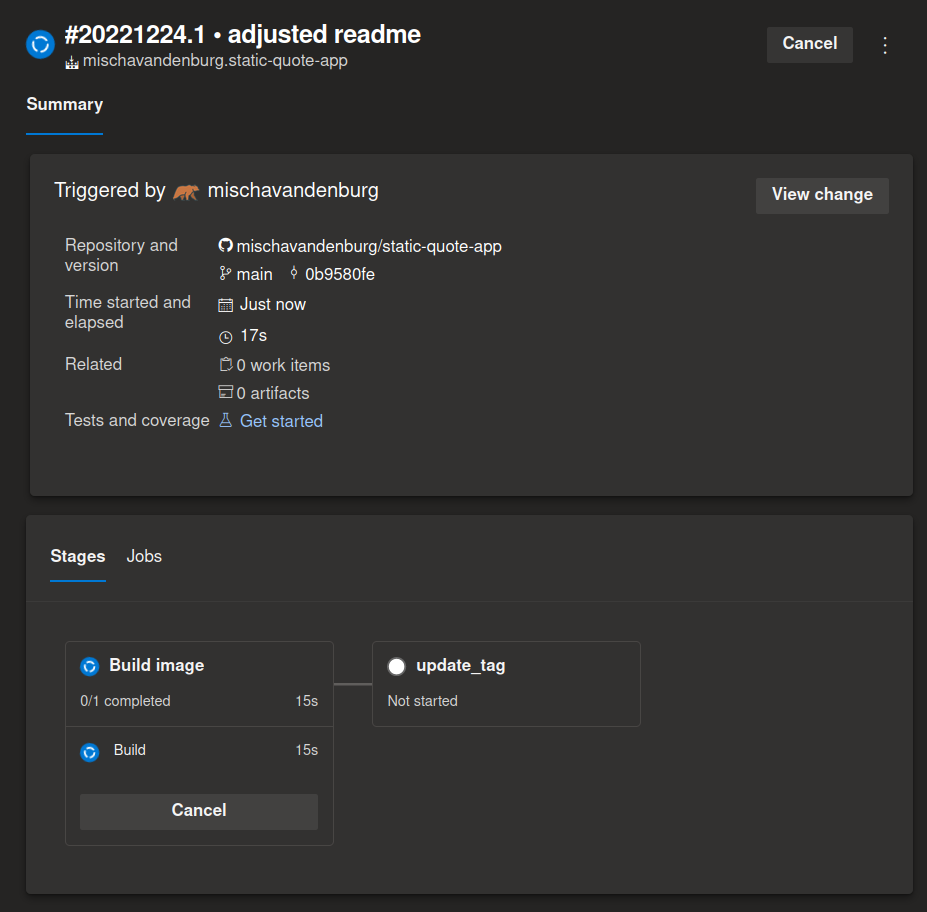 #20221224.1 • adjusted readme
mischavandenburg.static-quote-app
Cancel
Summary
Triggered by mischavandenburg
View change
Repository and version
mischavandenburg/static-quote-app
main 0b9580fe
Time started and elapsed
Just now
17s
Related
0 work items
0 artifacts
Tests and coverage
Get started
Stages Jobs
Build image
0/1 completed 15s
Build 15s
Cancel
update_tag
Not started